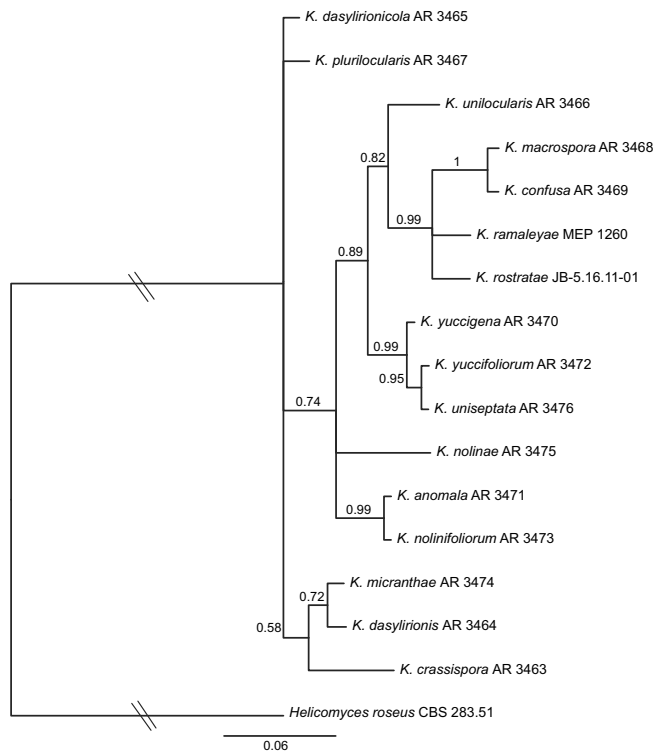 K. dasylirionicola AR 3465
K. plurilocularis AR 3467
K. unilocularis AR 3466
0.82
K. macrospora AR 3468
1
K. confusa AR 3469
0.99
K. ramaleyae MEP 1260
0.89
K. rostratae JB-5.16.11-01
K. yuccigena AR 3470
0.99
K. yuccifoliorum AR 3472
0.95
K. uniseptata AR 3476
0.74
K. nolinae AR 3475
K. anomala AR 3471
0.99
K. nolinifoliorum AR 3473
K. micranthae AR 3474
0.72
K. dasylirionis AR 3464
0.58
K. crassispora AR 3463
Helicomyces roseus CBS 283.51
0.06